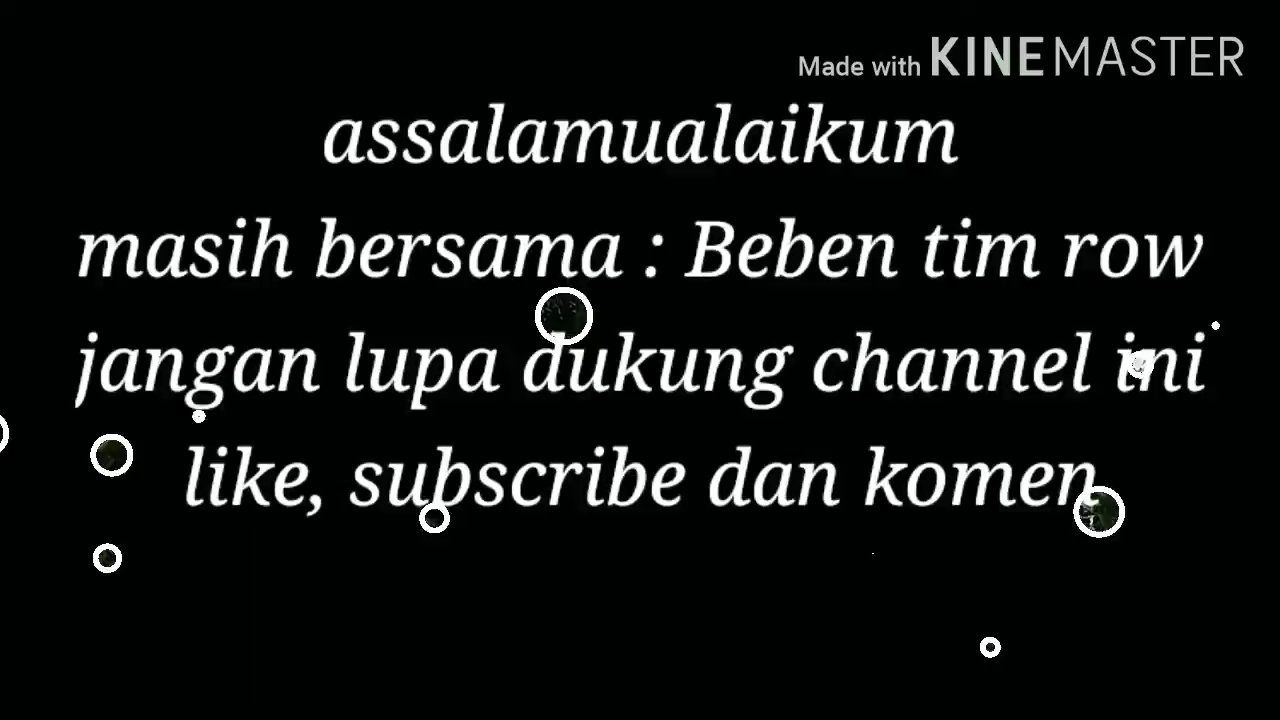 Made with KINEMASTER
assalamualaikum
masih bersama : Beben tim row
jangan lupa dukung channel ini
like, subscribe dan komen